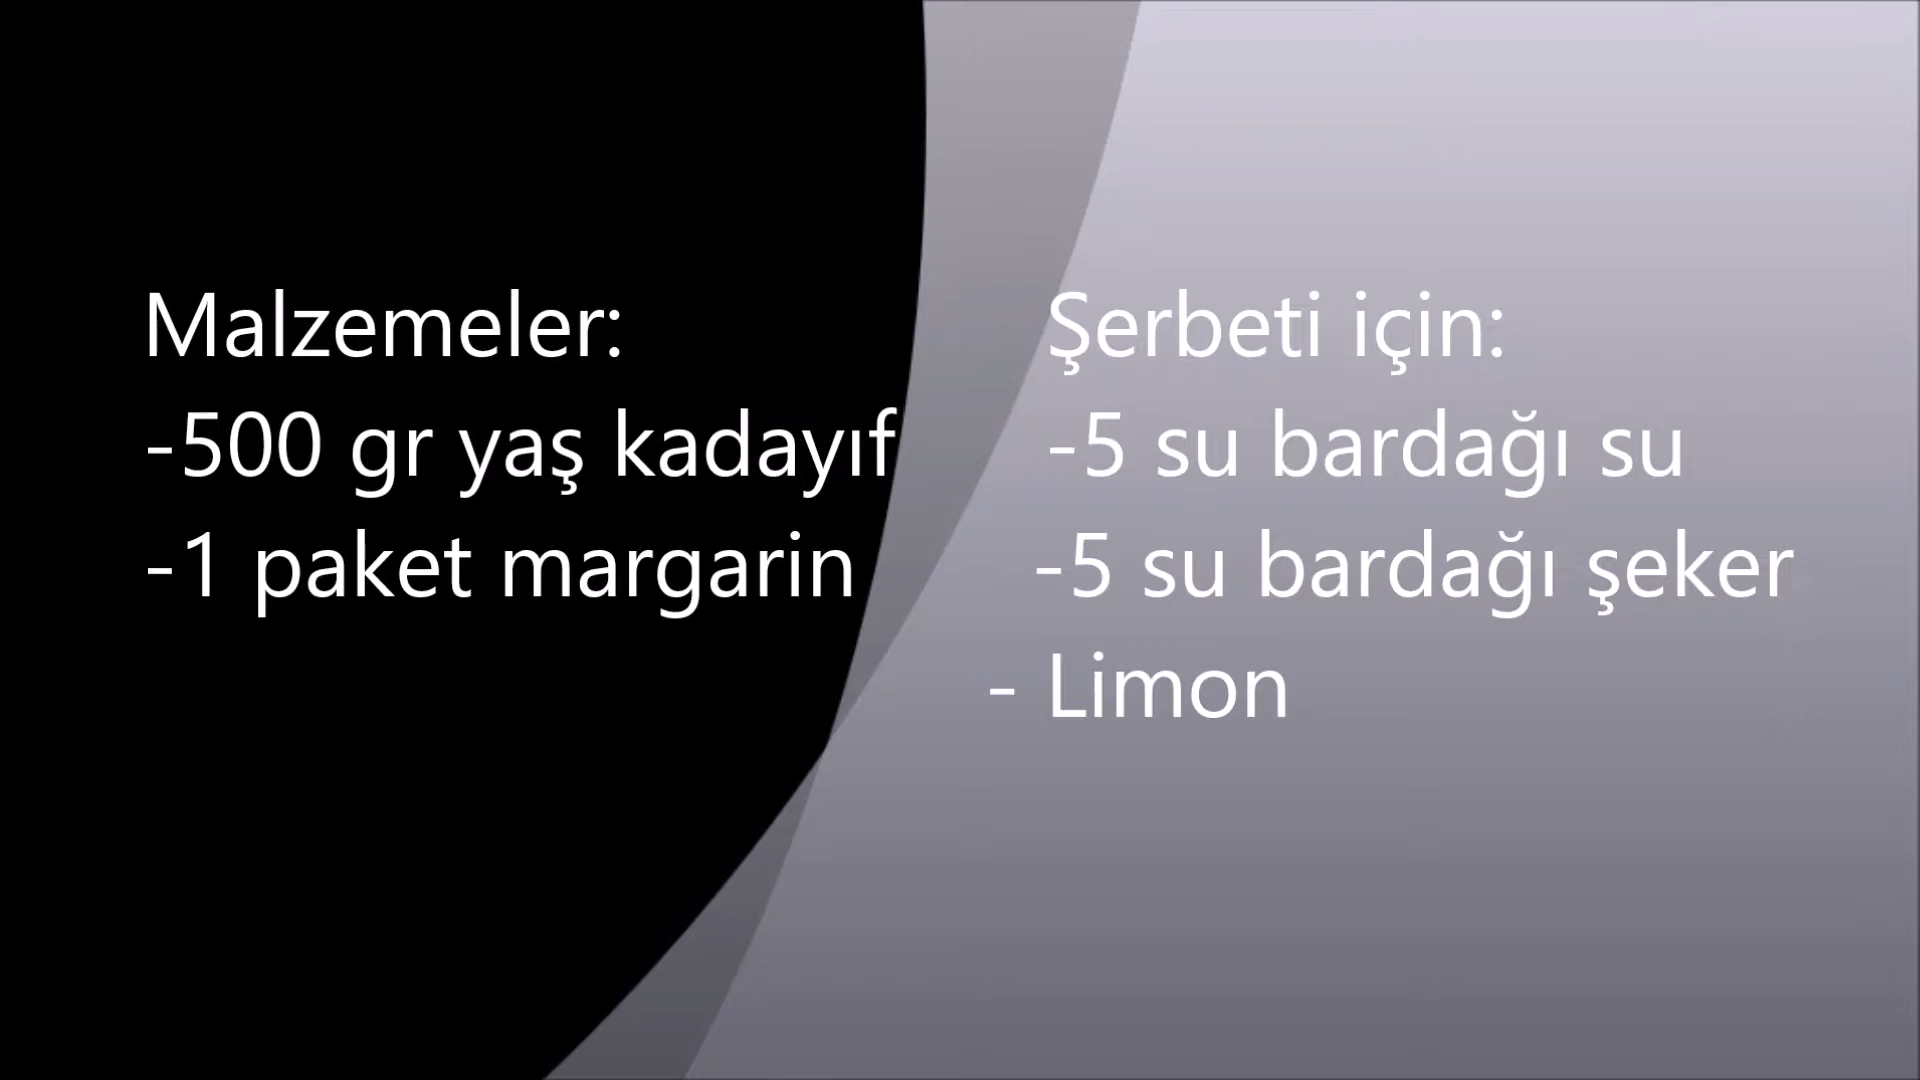 Malzemeler:
-500 gr yaş kadayıf
-1 paket margarin
Şerbeti için:
-5 su bardağı su
-5 su bardağı şeker
- Limon